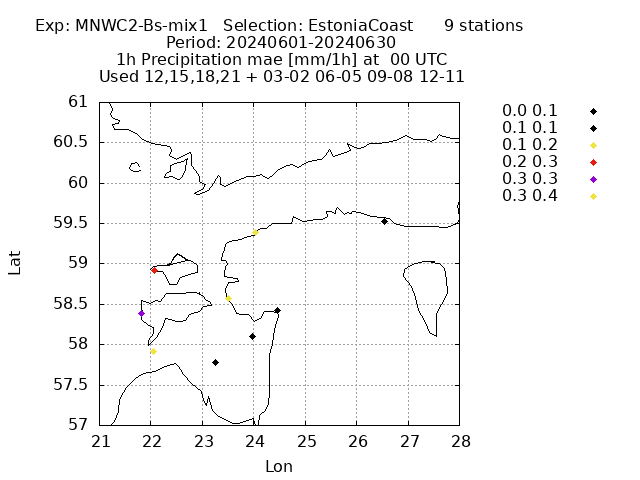 Exp: MNWC2-Bs-mix1   Selection: EstoniaCoast      9 stations
Period: 20240601-20240630
1h Precipitation mae [mm/1h] at  00 UTC
Used 12,15,18,21 + 03-02 06-05 09-08 12-11
0.0 0.1
0.1 0.1
0.1 0.2
0.2 0.3
0.3 0.3
0.3 0.4
61
60.5
60
59.5
59
58.5
58
57.5
57
Lat
21 22 23 24 25 26 27 28
Lon